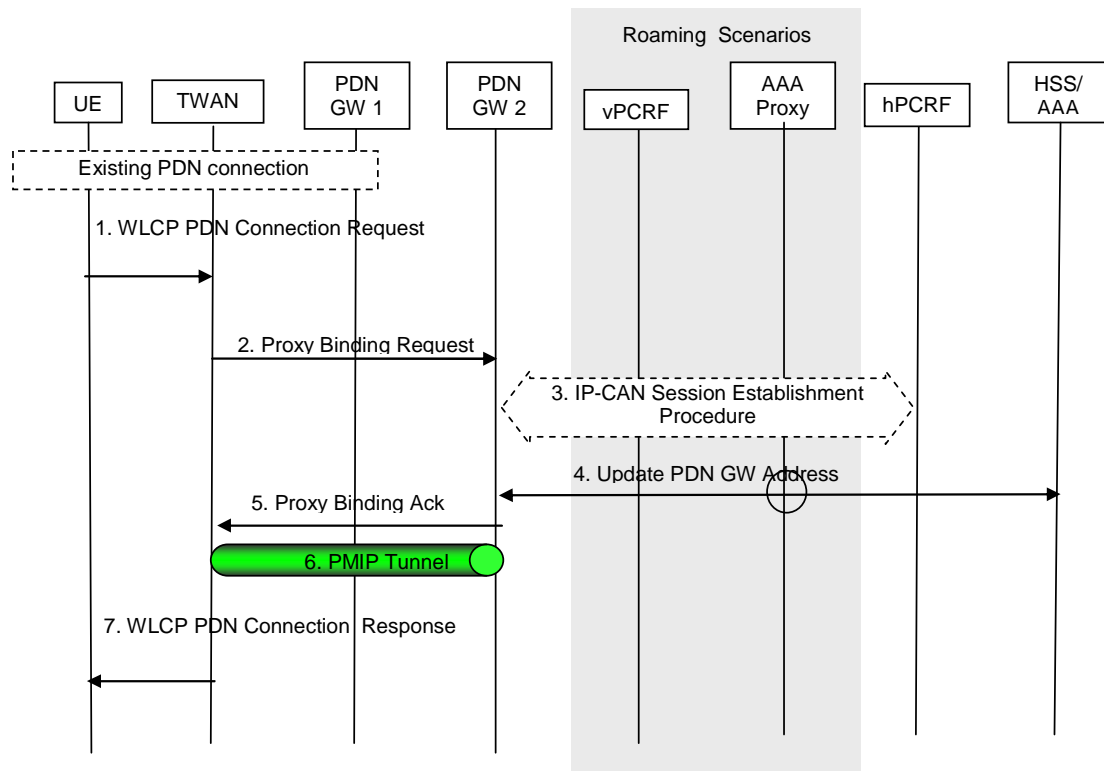 Roaming Scenarios
UE
TWAN
PDN
GW 1
PDN
GW 2
vPCRF
AAA
Proxy
hPCRF
HSS/
AAA
Existing PDN connection
1. WLCP PDN Connection Request
2. Proxy Binding Request
3. IP-CAN Session Establishment
Procedure
4. Update PDN GW Address
5. Proxy Binding Ack
6. PMIP Tunnel
7. WLCP PDN Connection Response